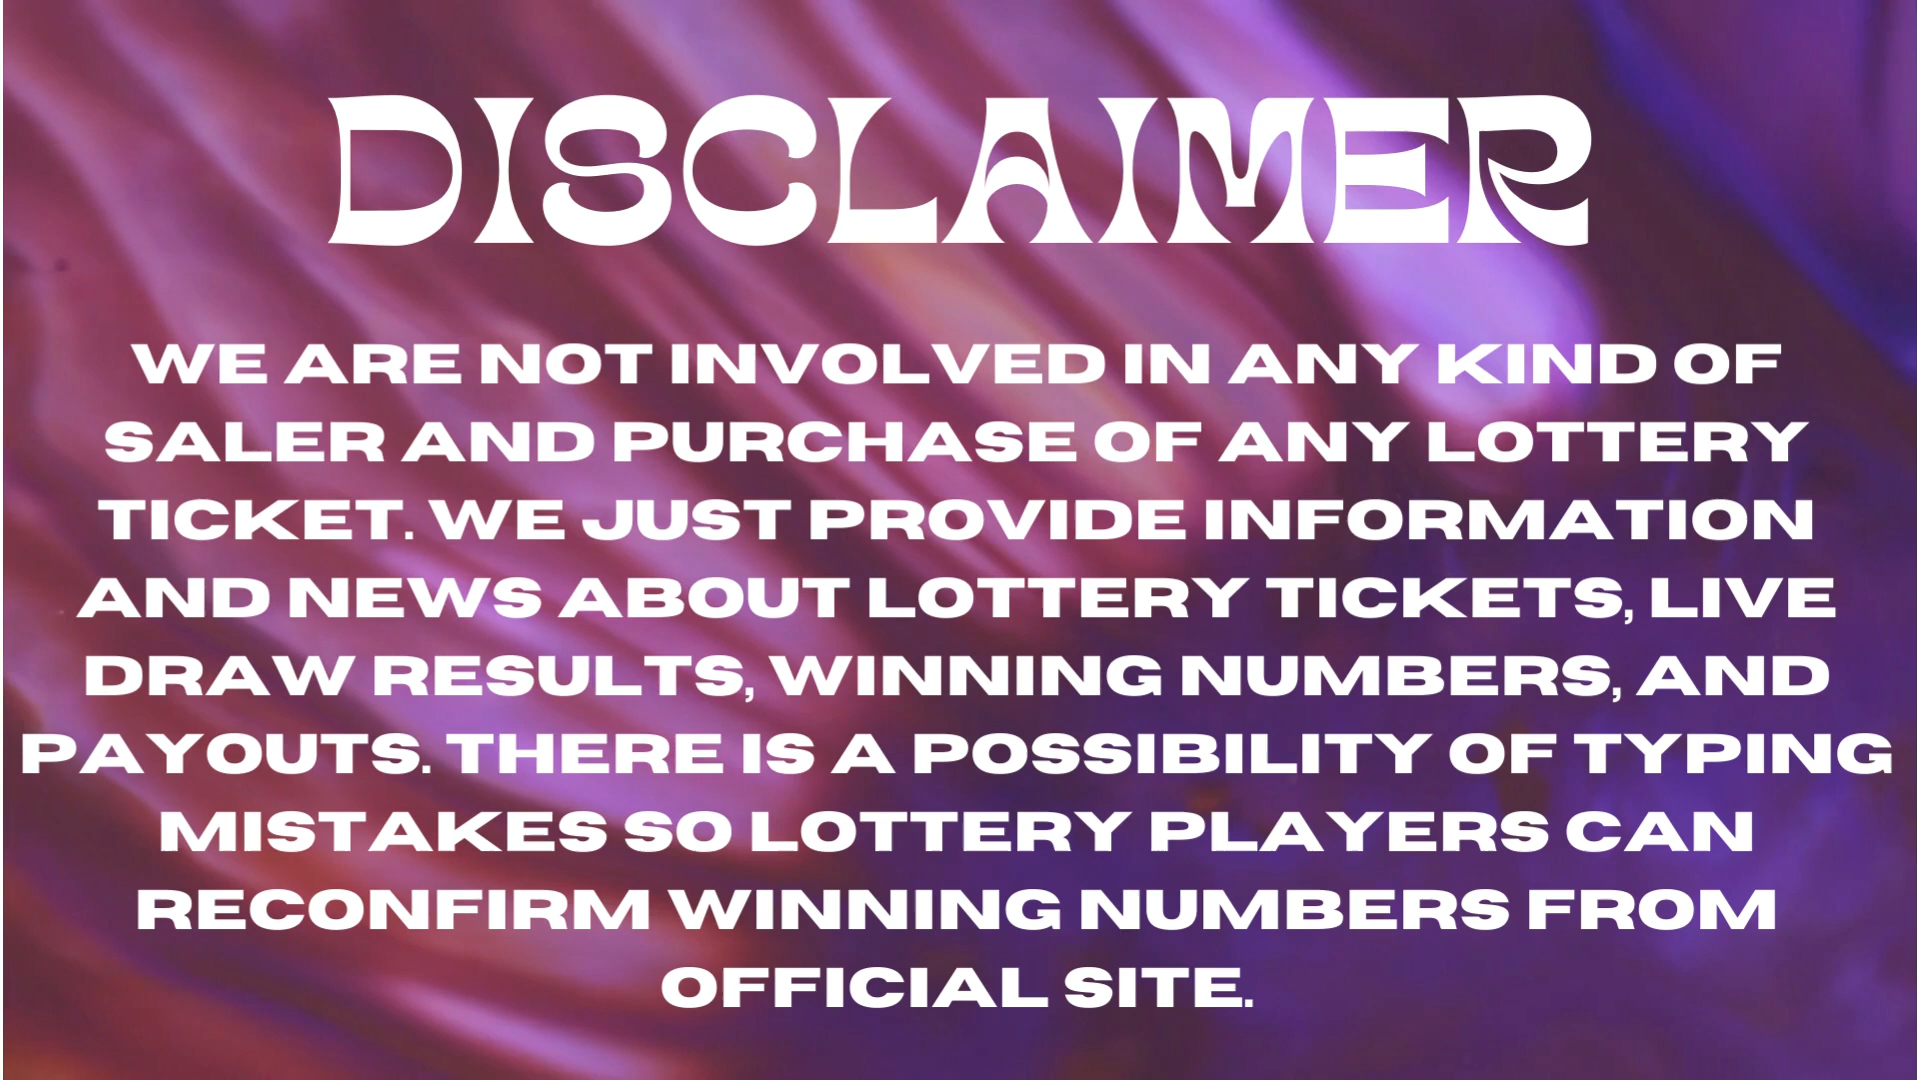 DISCLAIMER
WE ARE NOT INVOLVED IN ANY KIND OF
SALER AND PURCHASE OF ANY LOTTERY
TICKET. WE JUST PROVIDE INFORMATION
AND NEWS ABOUT LOTTERY TICKETS, LIVE
DRAW RESULTS, WINNING NUMBERS, AND
PAYOUTS. THERE IS A POSSIBILITY OF TYPING
MISTAKES SO LOTTERY PLAYERS CAN
RECONFIRM WINNING NUMBERS FROM
OFFICIAL SITE.